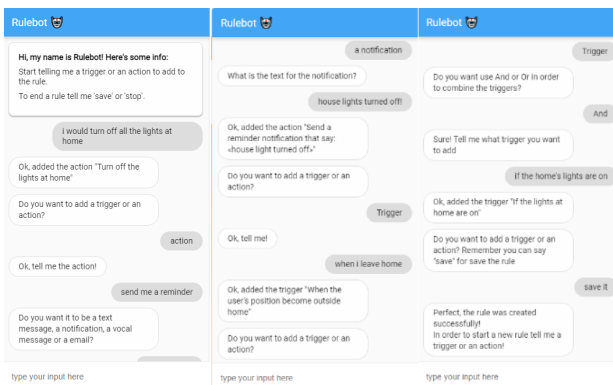 Rulebot
Hi, my name is Rulebot! Here's some info:
Start telling me a trigger or an action to add to
the rule.
To end a rule tell me 'save' or 'stop'.
i would turn off all the lights at
home
Ok, added the action "Turn off the
lights at home"
Do you want to add a trigger or an
action?
action
Ok, tell me the action!
send me a reminder
Do you want it to be a text
message, a notification, a vocal
message or a email?
type your input here
Rulebot
a notification
What is the text for the notification?
house lights turned off!
Ok, added the action "Send a
reminder notification that say:
«house light turned off»"
Do you want to add a trigger or an
action?
Trigger
Ok, tell me!
when i leave home
Ok, added the trigger "When the
user's position become outside
home"
Do you want to add a trigger or an
action?
type your input here
Rulebot
Trigger
Do you want use And or Or in order
to combine the triggers?
And
Sure! Tell me what trigger you want
to add
if the home's lights are on
Ok, added the trigger "If the lights at
home are on"
Do you want to add a trigger or an
action? Remember you can say
"save" for save the rule
save it
Perfect, the rule was created
successfully!
In order to start a new rule tell me a
trigger or an action!
type your input here